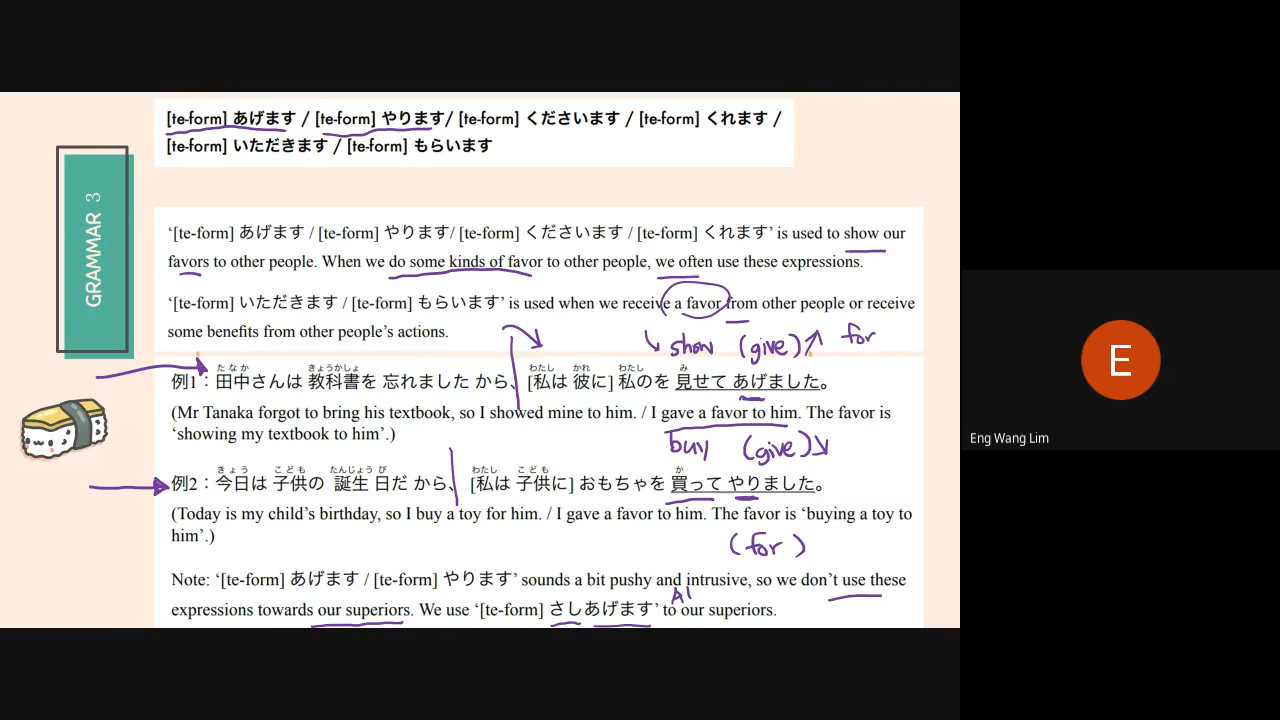 [te-form] あげます / [te-form] やります/ [te-form] くださいます / [te-form] くれます /
[te-form] いただきます / [te-form] もらいます
GRAMMAR 3
‘[te-form] あげます / [te-form] やります/ [te-form] くださいます / [te-form] くれます’ is used to show our
favors to other people. When we do some kinds of favor to other people, we often use these expressions.
‘[te-form] いただきます / [te-form] もらいます’ is used when we receive a favor from other people or receive
some benefits from other people’s actions.
show (give) for
たなか きょうかしょ わたし かれ わたし み
例1：田中さんは 教科書を 忘れました から、[私は 彼に] 私のを 見せて あげました。
(Mr Tanaka forgot to bring his textbook, so I showed mine to him. / I gave a favor to him. The favor is
‘showing my textbook to him’.)
buy (give)
きょう こども たんじょう び わたし こども か
例2：今日は 子供の 誕生 日だ から、 [私は 子供に] おもちゃを 買って やりました。
(Today is my child’s birthday, so I buy a toy for him. / I gave a favor to him. The favor is ‘buying a toy to
him’.)
(for)
Note: ‘[te-form] あげます / [te-form] やります’ sounds a bit pushy and intrusive, so we don’t use these
expressions towards our superiors. We use ‘[te-form] さしあげます’ to our superiors.
E
Eng Wang Lim